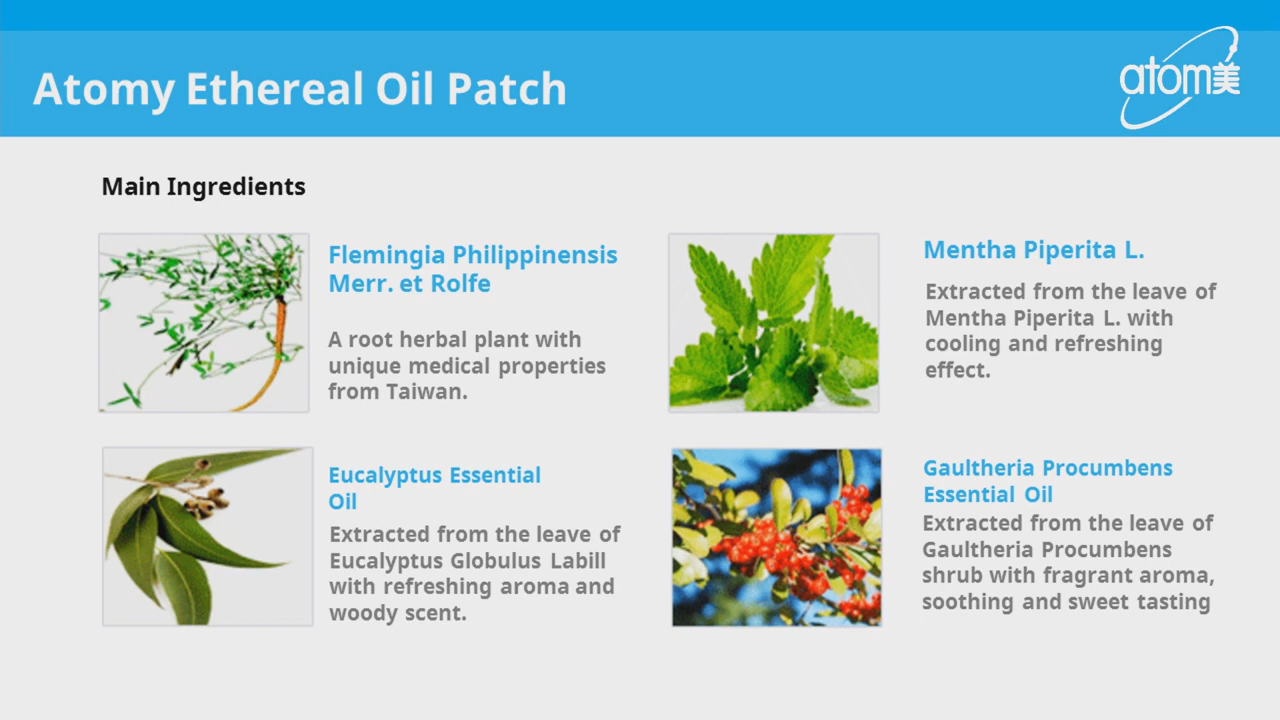 Atomy Ethereal Oil Patch
atom美
Main Ingredients
Flemingia Philippinensis
Merr. et Rolfe
A root herbal plant with
unique medical properties
from Taiwan.
Mentha Piperita L.
Extracted from the leave of
Mentha Piperita L. with
cooling and refreshing
effect.
Eucalyptus Essential
Oil
Extracted from the leave of
Eucalyptus Globulus Labill
with refreshing aroma and
woody scent.
Gaultheria Procumbens
Essential Oil
Extracted from the leave of
Gaultheria Procumbens
shrub with fragrant aroma,
soothing and sweet tasting